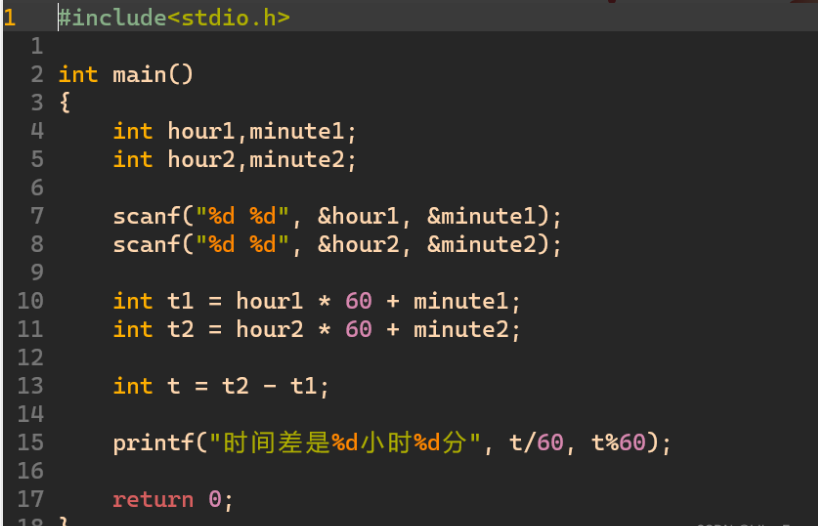 1 #include<stdio.h>
1
2 int main()
3 {
4 int hour1,minute1;
5 int hour2,minute2;
6
7 scanf("%d %d", &hour1, &minute1);
8 scanf("%d %d", &hour2, &minute2);
9
10 int t1 = hour1 * 60 + minute1;
11 int t2 = hour2 * 60 + minute2;
12
13 int t = t2 - t1;
14
15 printf("时间差是%d小时%d分", t/60, t%60);
16
17 return 0;
18 }